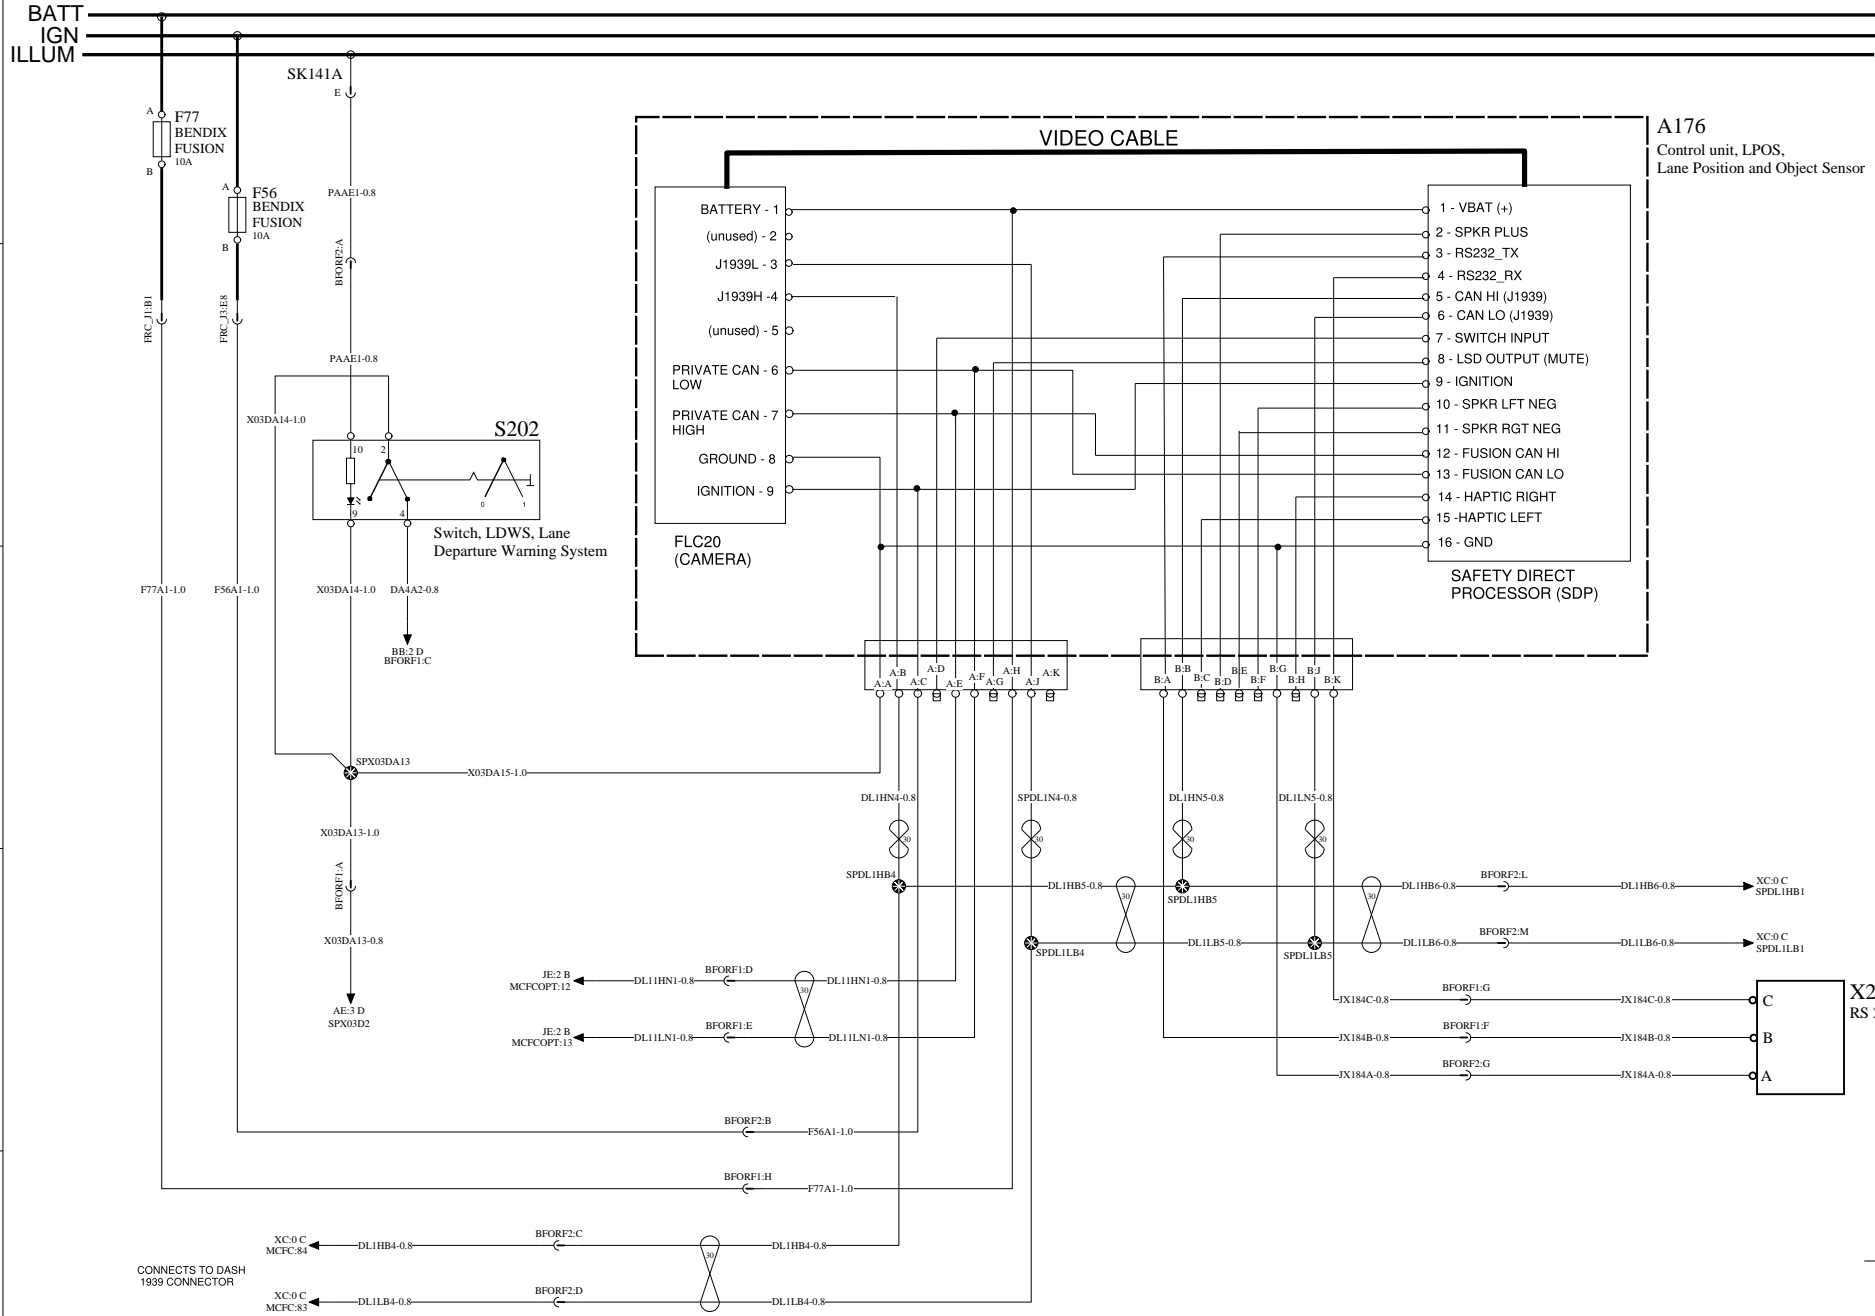 BATT
IGN
ILLUM
SK141A
E
A
F77
BENDIX
FUSION
10A
B
A
F56
BENDIX
FUSION
10A
B
PAAE1-0.8
BFORF2:A
FRC_J1:B1
FRC_J3:E8
PAAE1-0.8
X03DA14-1.0
S202
10
2
0
1
9
4
Switch, LDWS, Lane
Departure Warning System
F77A1-1.0
F56A1-1.0
X03DA14-1.0
DA4A2-0.8
BB:2 D
BFORF1:C
VIDEO CABLE
A176
Control unit, LPOS,
Lane Position and Object Sensor
BATTERY - 1
(unused) - 2
J1939L - 3
J1939H -4
(unused) - 5
PRIVATE CAN - 6
LOW
PRIVATE CAN - 7
HIGH
GROUND - 8
IGNITION - 9
FLC20
(CAMERA)
1 - VBAT (+)
2 - SPKR PLUS
3 - RS232_TX
4 - RS232_RX
5 - CAN HI (J1939)
6 - CAN LO (J1939)
7 - SWITCH INPUT
8 - LSD OUTPUT (MUTE)
9 - IGNITION
10 - SPKR LFT NEG
11 - SPKR RGT NEG
12 - FUSION CAN HI
13 - FUSION CAN LO
14 - HAPTIC RIGHT
15 -HAPTIC LEFT
16 - GND
SAFETY DIRECT
PROCESSOR (SDP)
A:A
A:B
A:C
A:D
A:E
A:F
A:G
A:H
A:J
A:K
B:A
B:B
B:C
B:D
B:E
B:F
B:G
B:H
B:J
B:K
SPX03DA13
X03DA15-1.0
X03DA13-1.0
BFORF1:A
X03DA13-0.8
AE:3 D
SPX03D2
DL1HN4-0.8
SPDL1N4-0.8
DL1HN5-0.8
DL1LN5-0.8
30
30
30
30
SPDL1HB4
DL1HB5-0.8
30
SPDL1HB5
30
DL1HB6-0.8
BFORF2:L
DL1HB6-0.8
XC:0 C
SPDL1HB1
SPDL1LB4
DL1LB5-0.8
SPDL1LB5
DL1LB6-0.8
BFORF2:M
DL1LB6-0.8
XC:0 C
SPDL1LB1
JE:2 B
MCFCOPT:12
DL11HN1-0.8
BFORF1:D
30
DL11HN1-0.8
JE:2 B
MCFCOPT:13
DL11LN1-0.8
BFORF1:E
DL11LN1-0.8
JX184C-0.8
BFORF1:G
JX184C-0.8
C
X2
RS
JX184B-0.8
BFORF1:F
JX184B-0.8
B
JX184A-0.8
BFORF2:G
JX184A-0.8
A
BFORF2:B
F56A1-1.0
BFORF1:H
F77A1-1.0
XC:0 C
MCFC:84
DL1HB4-0.8
BFORF2:C
30
DL1HB4-0.8
CONNECTS TO DASH
1939 CONNECTOR
XC:0 C
MCFC:83
DL1LB4-0.8
BFORF2:D
DL1LB4-0.8